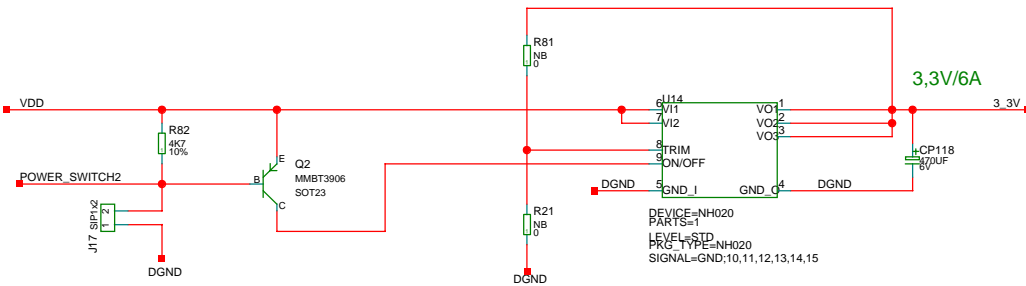 R81
NB
0
3,3V/6A
VDD
U14
6
VI1
VO1
1
3_3V
7
VI2
VO2
2
VO3
3
R82
4K7
10%
8
TRIM
9
ON/OFF
+CP118
470UF
6V
E
Q2
B
MMBT3906
SOT23
C
POWER_SWITCH2
DGND
5
GND_I
GND_O
4
DGND
J17
SIP1x2
2
1
R21
NB
0
DEVICE=NH020
PARTS=1
LEVEL=STD
PKG_TYPE=NH020
SIGNAL=GND;10,11,12,13,14,15
DGND
DGND